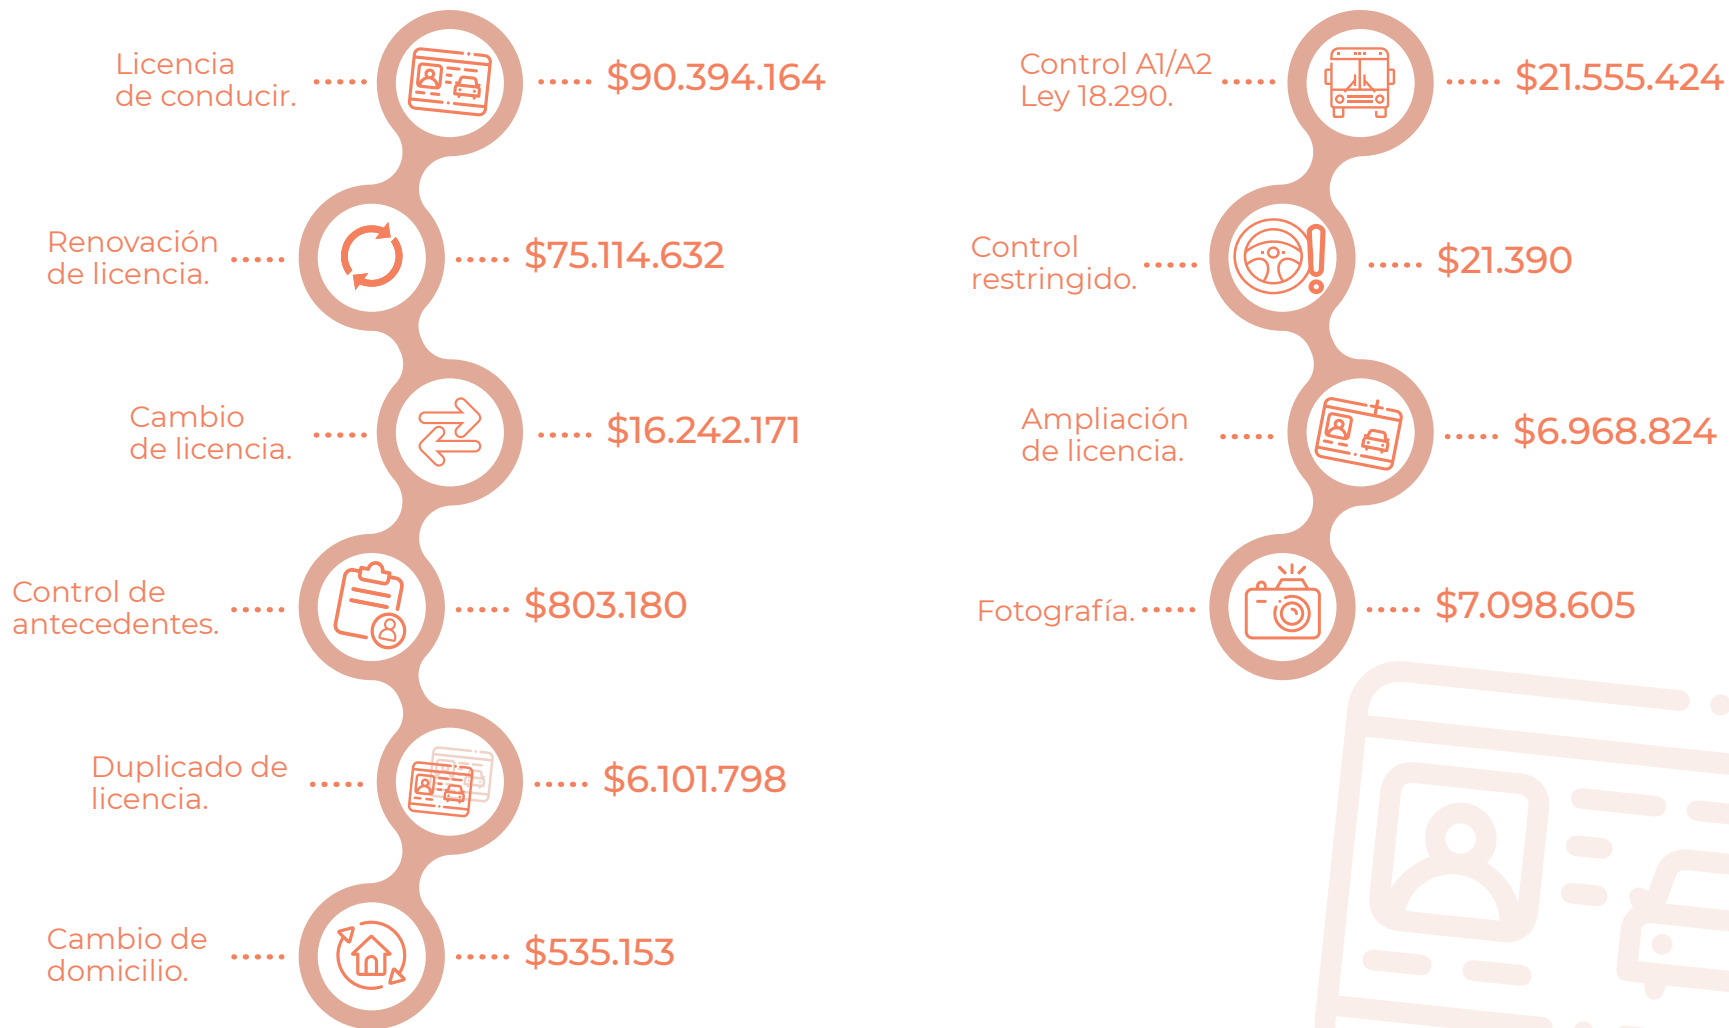 Licencia
de conducir.
$90.394.164
Renovación
de licencia.
$75.114.632
Cambio
de licencia.
$16.242.171
Control de
antecedentes.
$803.180
Duplicado de
licencia.
$6.101.798
Cambio de
domicilio.
$535.153
Control A1/A2
Ley 18.290.
$21.555.424
Control
restringido.
$21.390
Ampliación
de licencia.
$6.968.824
Fotografía.
$7.098.605